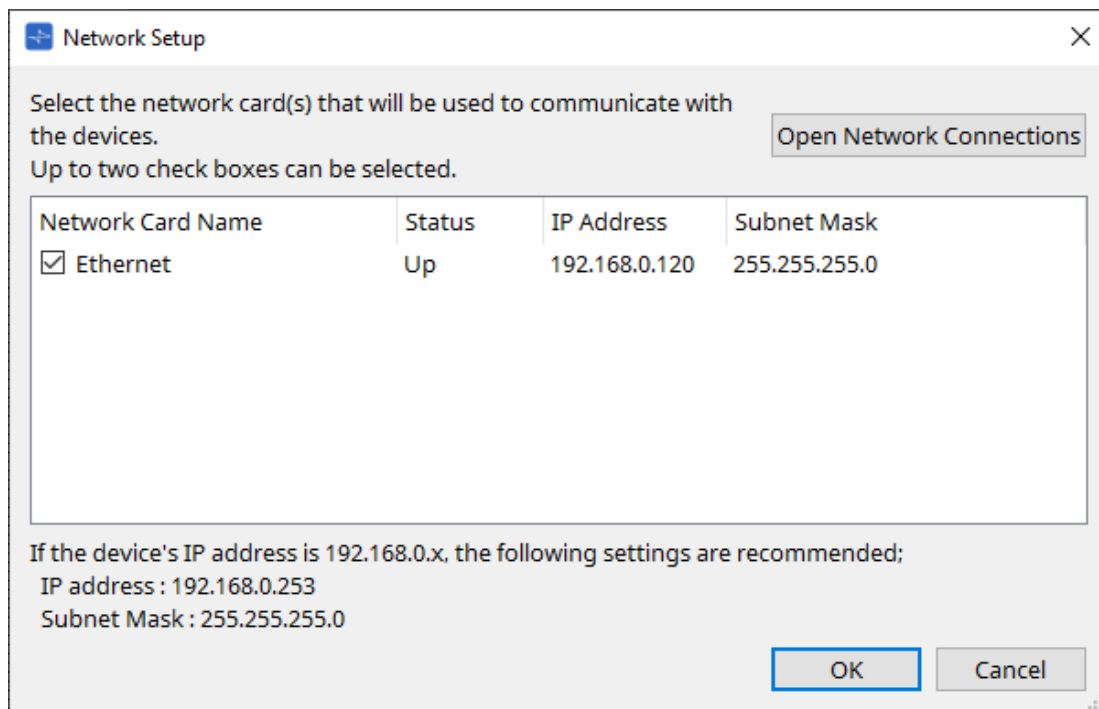 Network Setup
Select the network card(s) that will be used to communicate with
the devices.
Up to two check boxes can be selected.
Open Network Connections
Network Card Name Status IP Address Subnet Mask
Ethernet Up 192.168.0.120 255.255.255.0
If the device's IP address is 192.168.0.x, the following settings are recommended;
IP address : 192.168.0.253
Subnet Mask : 255.255.255.0
OK Cancel